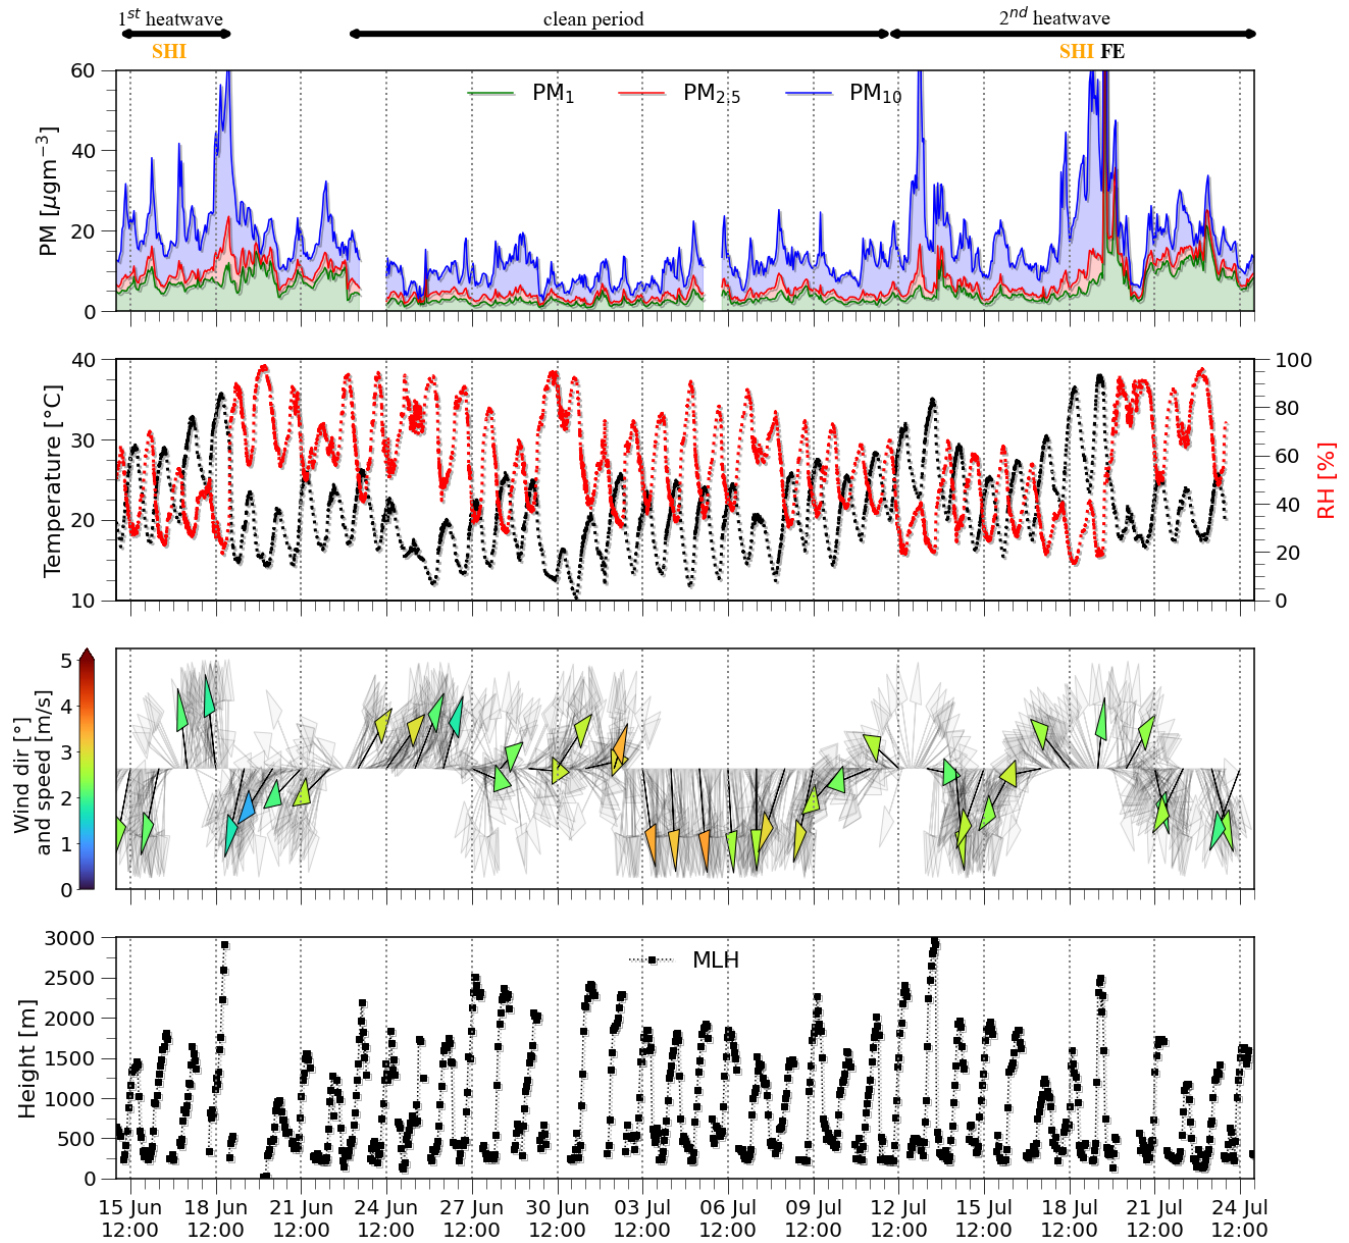 1st heatwave
clean period
2nd heatwave
SHI
SHI FE
PM1
PM2.5
PM10
PM [μgm−3]
60
40
20
0
Temperature [°C]
40
30
20
10
RH [%]
100
80
60
40
20
0
Wind dir [°]
and speed [m/s]
5
4
3
2
1
0
MLH
Height [m]
3000
2500
2000
1500
1000
500
0
15 Jun
12:00
18 Jun
12:00
21 Jun
12:00
24 Jun
12:00
27 Jun
12:00
30 Jun
12:00
03 Jul
12:00
06 Jul
12:00
09 Jul
12:00
12 Jul
12:00
15 Jul
12:00
18 Jul
12:00
21 Jul
12:00
24 Jul
12:00